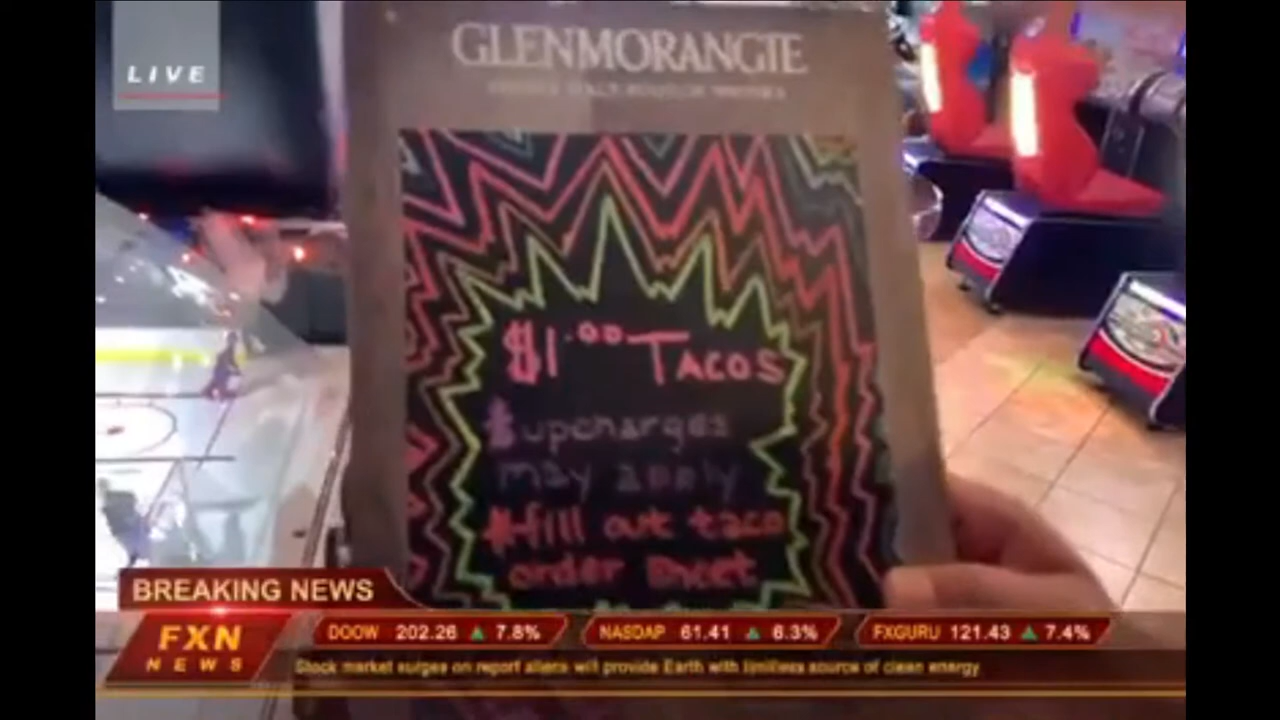 LIVE
GLENMORANGIE
$1.00 TACOS
*upcharges
may apply
*fill out taco
order sheet
BREAKING NEWS
FXN
NEWS
DOOW 202.26 ▲ 7.8%
NASDAP 61.41 ▲ 6.3%
FXGURU 121.43 ▲ 7.4%
Stock market surges on report aliens will provide Earth with limitless source of clean energy.